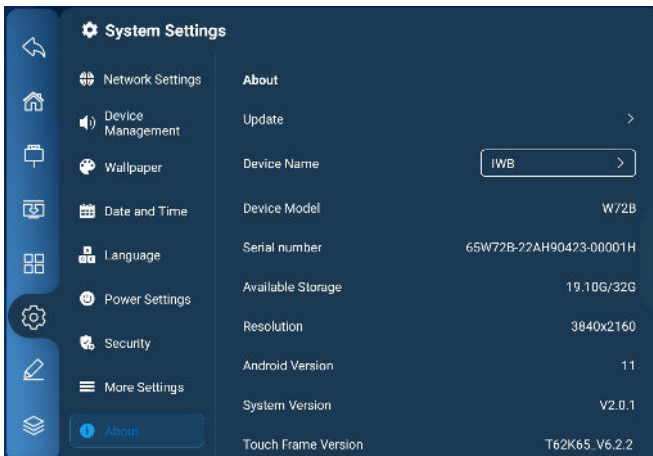 System Settings
Network Settings
Device
Management
Wallpaper
Date and Time
Language
Power Settings
Security
More Settings
About
About
Update
Device Name IWB
Device Model W72B
Serial number 65W72B-22AH90423-00001H
Available Storage 19.10G/32G
Resolution 3840x2160
Android Version 11
System Version V2.0.1
Touch Frame Version T62K65_V6.2.2